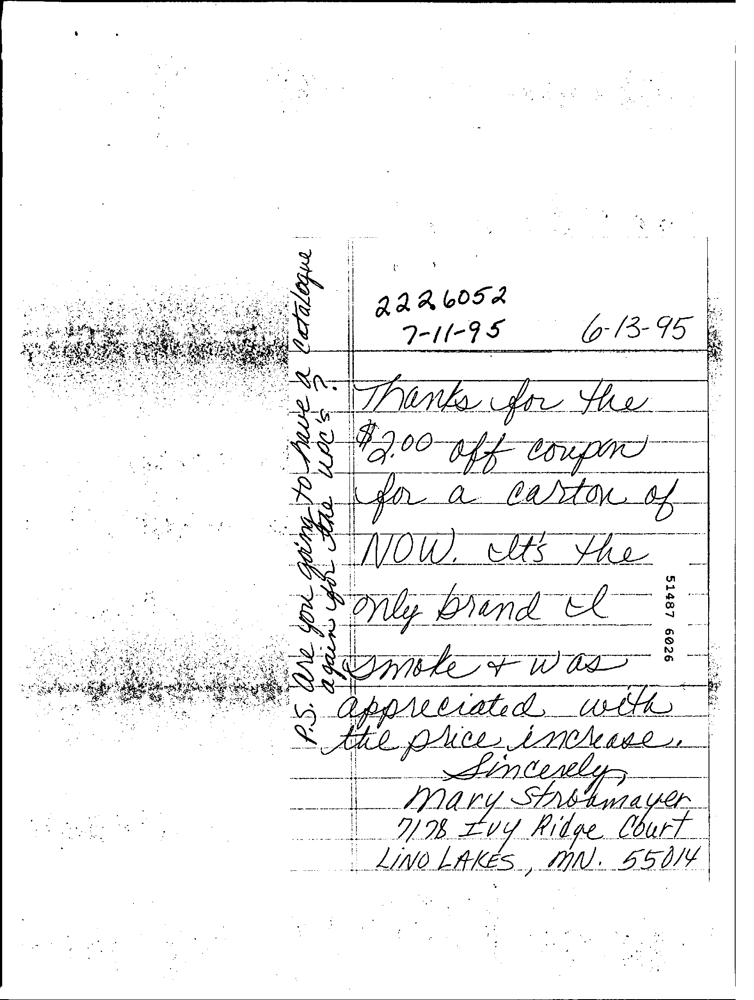 2226052
7-11-95
6-13-95
Thanks for the
$2.00 off coupon
for a carton of
NOW. It's the
only brand I
smoke & was
appreciated with
the price increase.
Sincerely,
Mary Strobmayer
7178 Ivy Ridge Court
LINO LAKES, MN. 55014
P.S. are you going to have a catalogue
again for the UPC's?
51487 6026